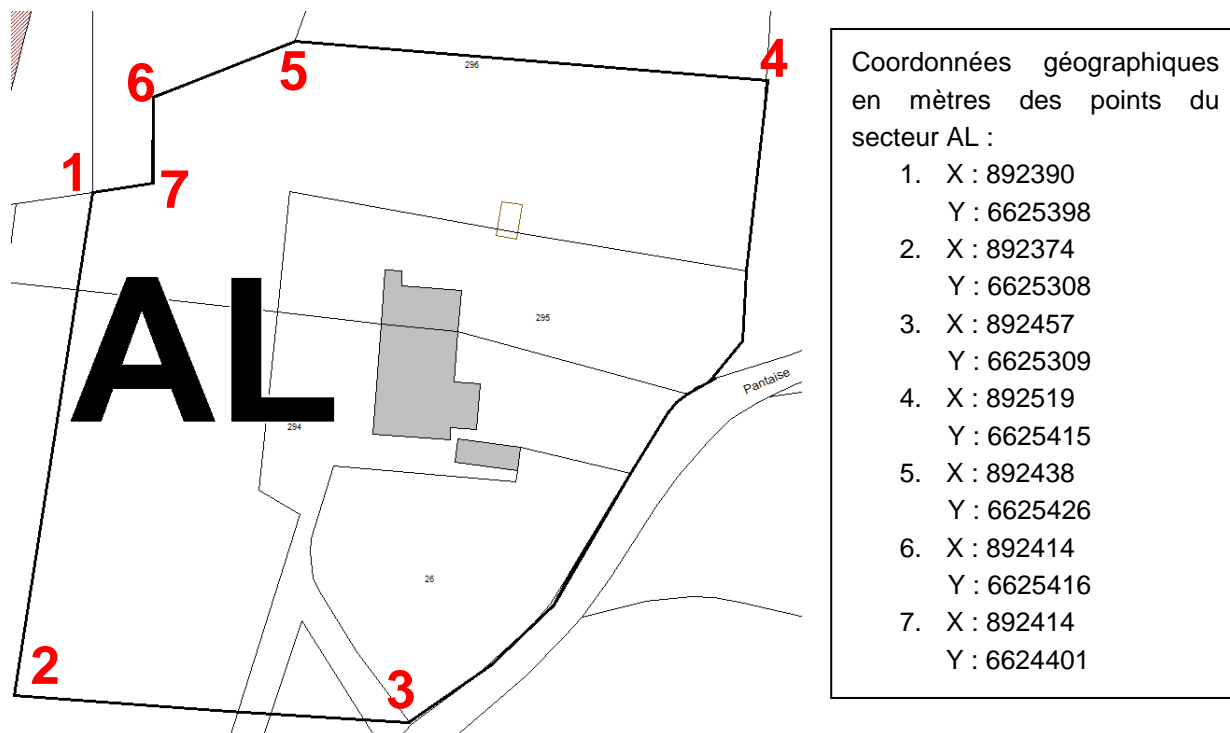 5
4
6
296
1
7
AL
295
Pantaise
294
26
2
3
Coordonnées géographiques
en mètres des points du
secteur AL :
1. X : 892390
Y : 6625398
2. X : 892374
Y : 6625308
3. X : 892457
Y : 6625309
4. X : 892519
Y : 6625415
5. X : 892438
Y : 6625426
6. X : 892414
Y : 6625416
7. X : 892414
Y : 6624401